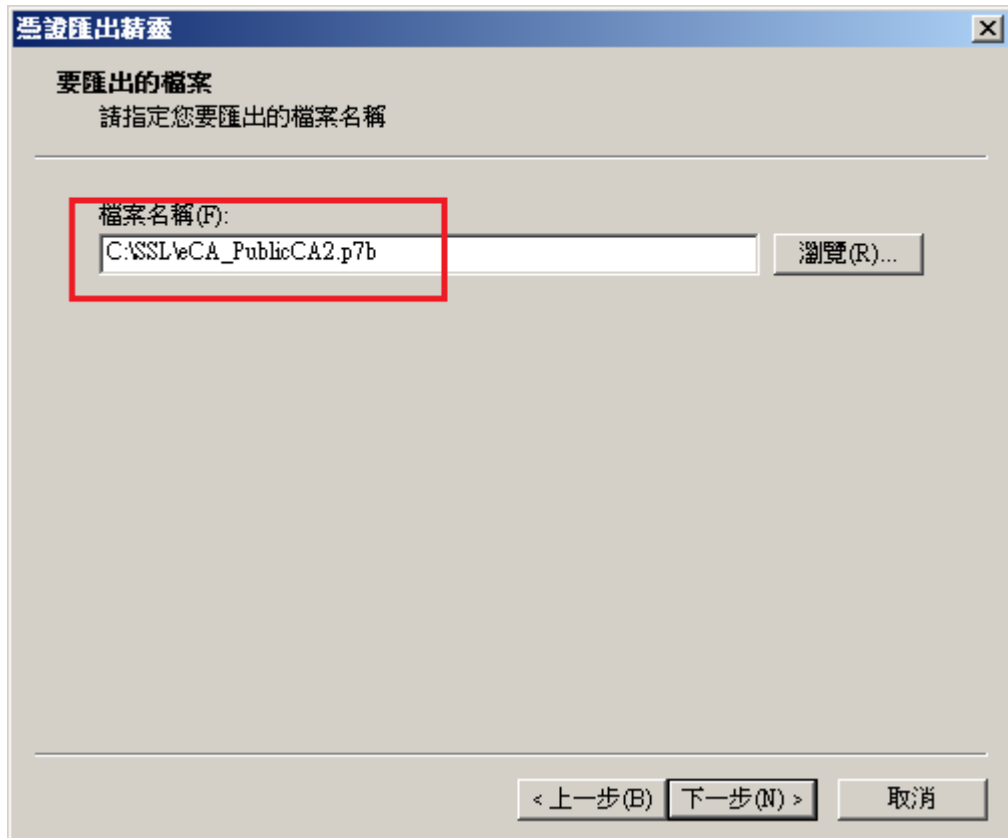 憑證匯出精靈
要匯出的檔案
請指定您要匯出的檔案名稱
檔案名稱(F):
C:\SSL\eCA_PublicCA2.p7b
瀏覽(R)...
< 上一步(B) 下一步(N) > 取消